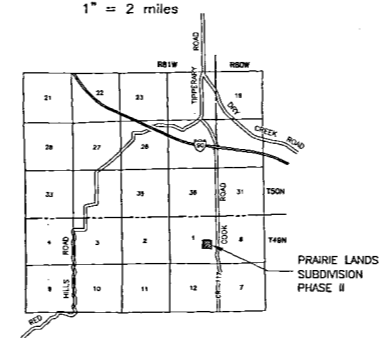 1" = 2 miles
R81W
R80W
TIPPERARY ROAD
21
22
23
19
DRY CREEK ROAD
28
27
26
90
33
35
36
31
T50N
ROAD
4
3
2
1
COOK
T49N
PRAIRIE LANDS
SUBDIVISION
PHASE II
ROAD
9
10
11
12
7
RED
HILLS